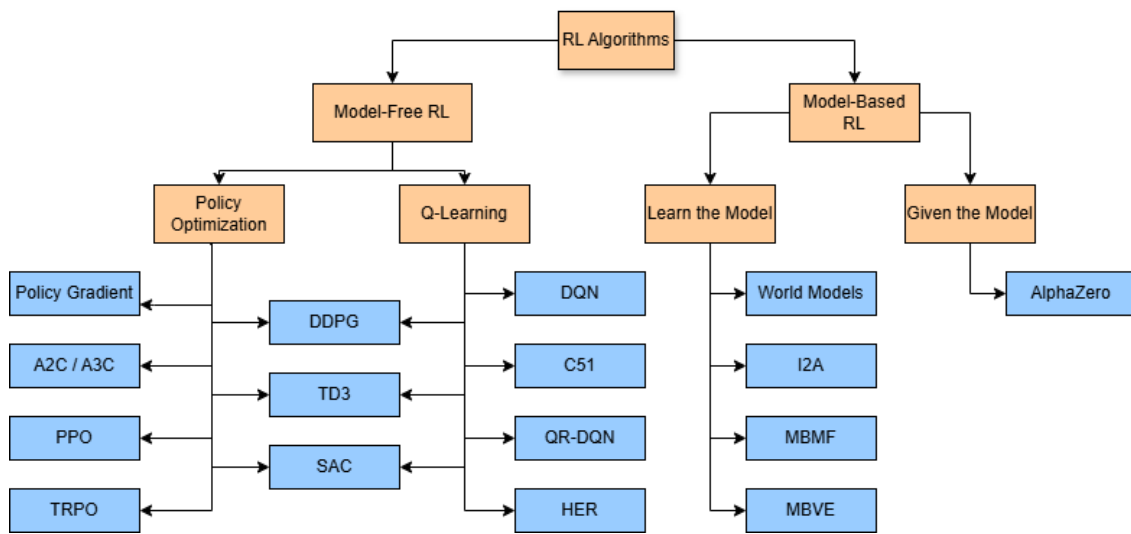 RL Algorithms
Model-Free RL
Model-Based
RL
Policy
Optimization
Q-Learning
Learn the Model
Given the Model
Policy Gradient
DDPG
DQN
World Models
AlphaZero
A2C / A3C
TD3
C51
I2A
PPO
SAC
QR-DQN
MBMF
TRPO
HER
MBVE